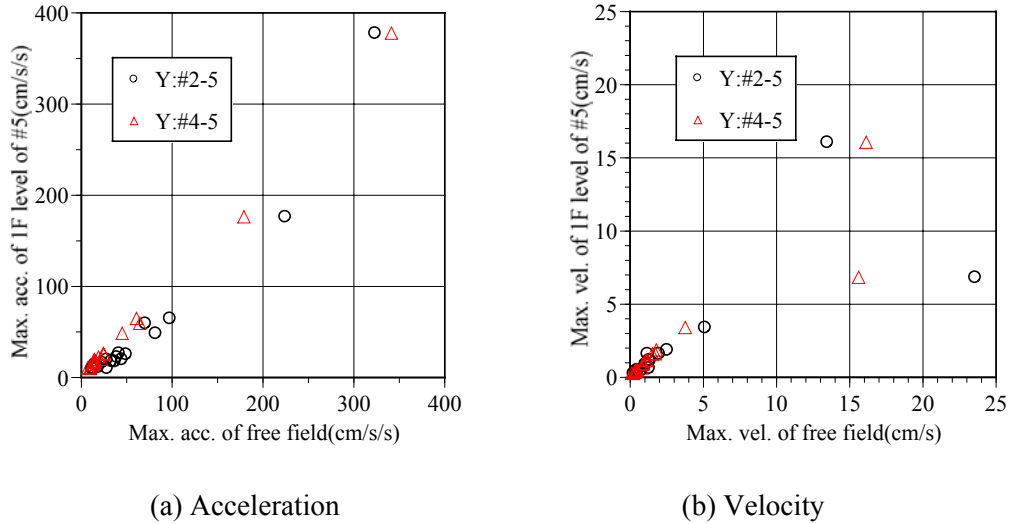 400
300
200
100
0
Max. acc. of 1F level of #5(cm/s/s)
Y:#2-5
Y:#4-5
0 100 200 300 400
Max. acc. of free field(cm/s/s)
(a) Acceleration
25
20
15
10
5
0
Max. vel. of 1F level of #5(cm/s)
Y:#2-5
Y:#4-5
0 5 10 15 20 25
Max. vel. of free field(cm/s)
(b) Velocity